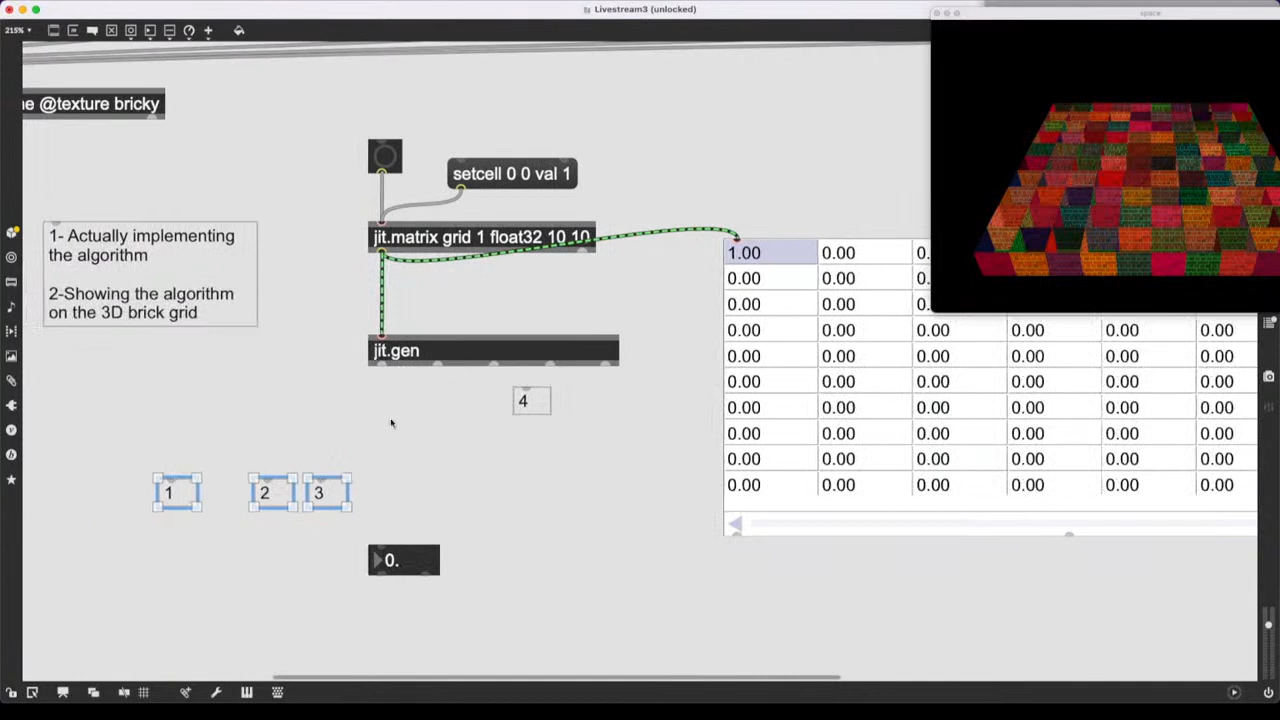 Livestream3 (unlocked)
space
215%
ne @texture bricky
setcell 0 0 val 1
1- Actually implementing
the algorithm
2-Showing the algorithm
on the 3D brick grid
jit.matrix grid 1 float32 10 10
jit.gen
4
1 2 3
0.
1.00 0.00 0.
0.00 0.00 0.
0.00 0.00 0.
0.00 0.00 0.00 0.00 0.00 0.00
0.00 0.00 0.00 0.00 0.00 0.00
0.00 0.00 0.00 0.00 0.00 0.00
0.00 0.00 0.00 0.00 0.00 0.00
0.00 0.00 0.00 0.00 0.00 0.00
0.00 0.00 0.00 0.00 0.00 0.00
0.00 0.00 0.00 0.00 0.00 0.00